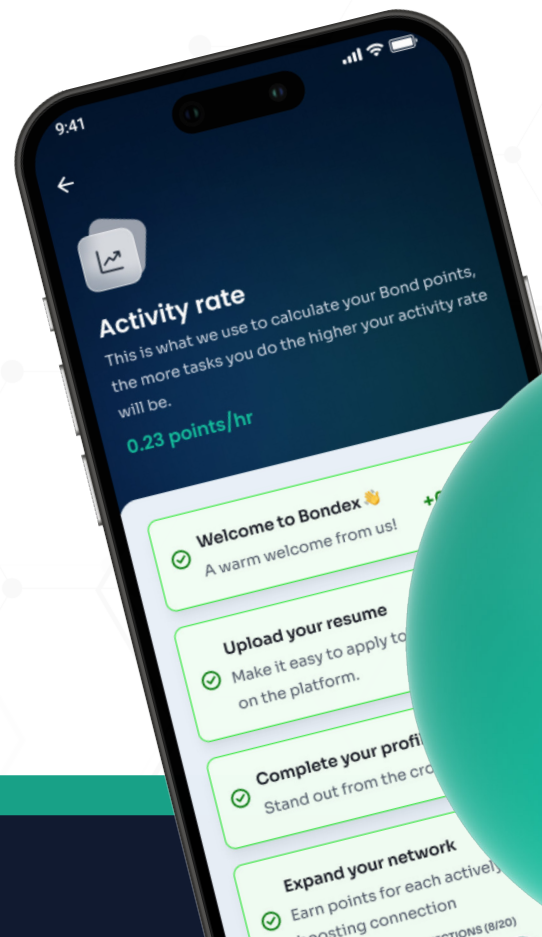 9:41
Activity rate
This is what we use to calculate your Bond points,
the more tasks you do the higher your activity rate
will be.
0.23 points/hr
Welcome to Bondex 👋
A warm welcome from us!
Upload your resume
Make it easy to apply to
on the platform.
Complete your profi
Stand out from the cro
Expand your network
Earn points for each actively
boosting connection
(8/20)